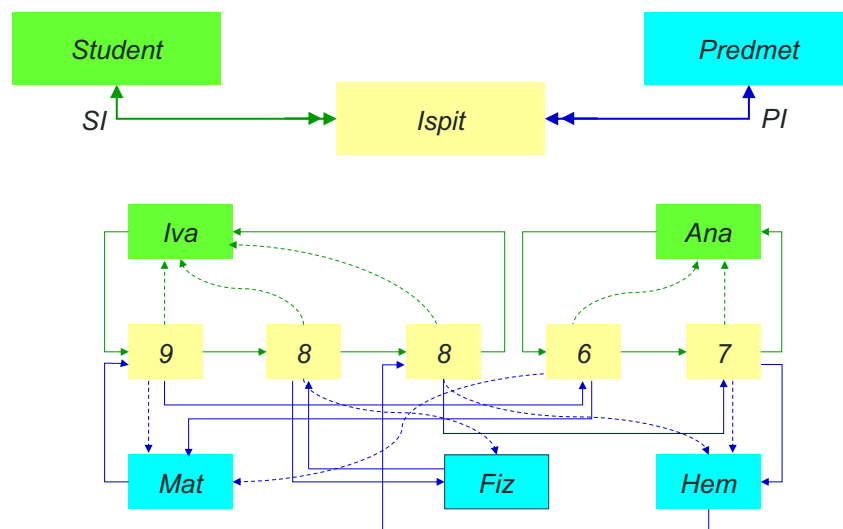 Student
Predmet
SI
Ispit
PI
Iva
Ana
9
8
8
6
7
Mat
Fiz
Hem